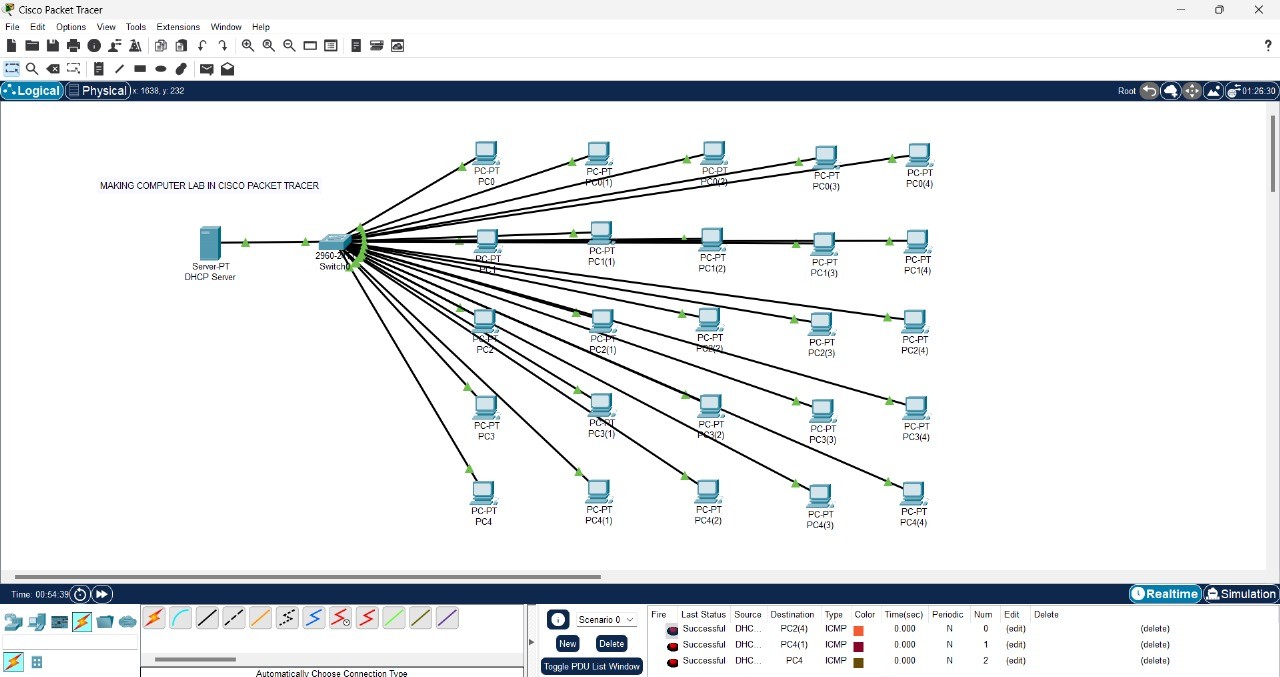 Cisco Packet Tracer
File Edit Options View Tools Extensions Window Help
?
Logical Physical x: 1638, y: 232 Root 01:26:30
MAKING COMPUTER LAB IN CISCO PACKET TRACER
PC-PT PC-PT PC-PT PC-PT PC-PT
PC0 PC0(1) PC0(2) PC0(3) PC0(4)
Server-PT
DHCP Server
Switch0
PC-PT PC-PT PC-PT PC-PT PC-PT
PC1 PC1(1) PC1(2) PC1(3) PC1(4)
PC-PT PC-PT PC-PT PC-PT PC-PT
PC2 PC2(1) PC2(2) PC2(3) PC2(4)
PC-PT PC-PT PC-PT PC-PT PC-PT
PC3 PC3(1) PC3(2) PC3(3) PC3(4)
PC-PT PC-PT PC-PT PC-PT PC-PT
PC4 PC4(1) PC4(2) PC4(3) PC4(4)
Time: 00:54:39 Realtime Simulation
Scenario 0
New Delete
Toggle PDU List Window
Automatically Choose Connection Type
Fire Last Status Source Destination Type Color Time(sec) Periodic Num Edit Delete
Successful DHC... PC2(4) ICMP 0.000 N 0 (edit) (delete)
Successful DHC... PC4(1) ICMP 0.000 N 1 (edit) (delete)
Successful DHC... PC4 ICMP 0.000 N 2 (edit) (delete)